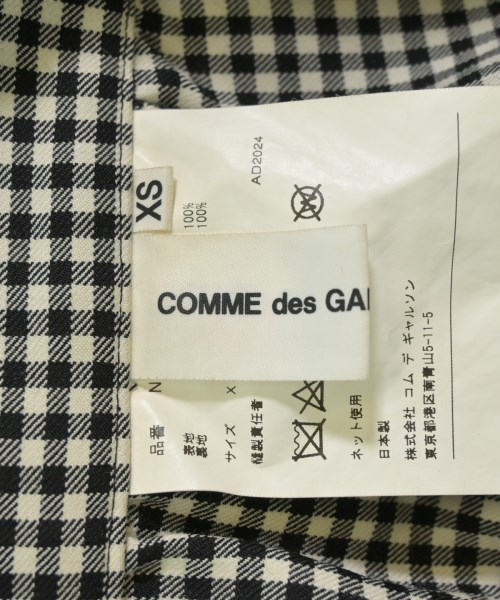 COMME des GA
XS
AD2024
品番 N
表地 100%
裏地 100%
サイズ X
縫製責任者
ネット使用
日本製
株式会社 コム デ ギャルソン
東京都港区南青山5-11-5